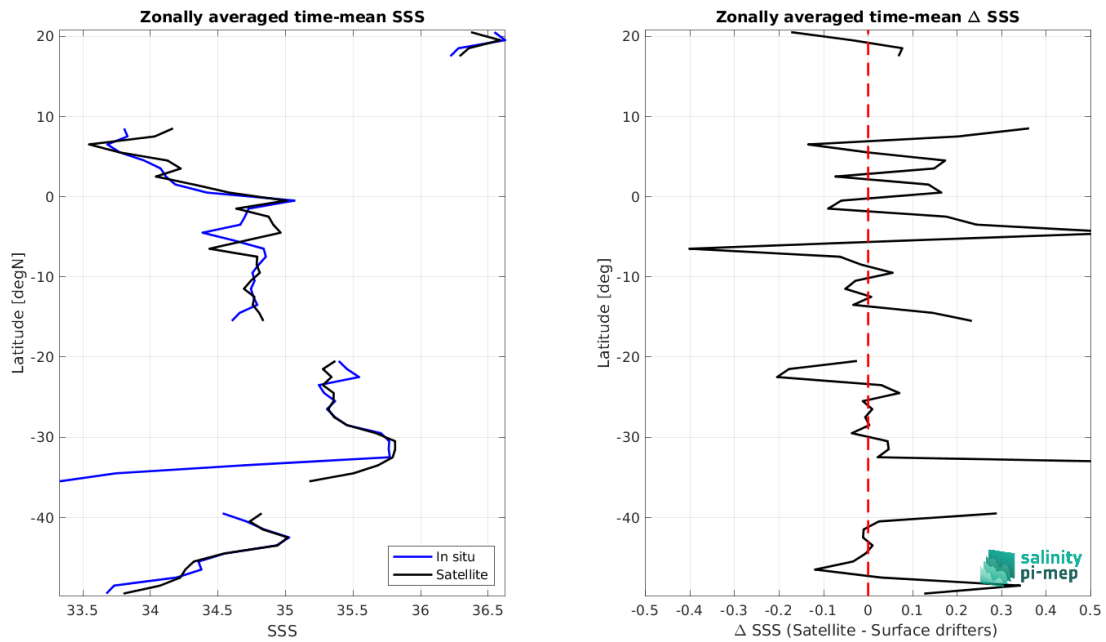 Zonally averaged time-mean SSS
20
10
0
-10
-20
-30
-40
Latitude [degN]
33.5 34 34.5 35 35.5 36 36.5
SSS
In situ
Satellite
Zonally averaged time-mean Δ SSS
20
10
0
-10
-20
-30
-40
Latitude [deg]
-0.5 -0.4 -0.3 -0.2 -0.1 0 0.1 0.2 0.3 0.4 0.5
Δ SSS (Satellite - Surface drifters)
salinity
pi-mep